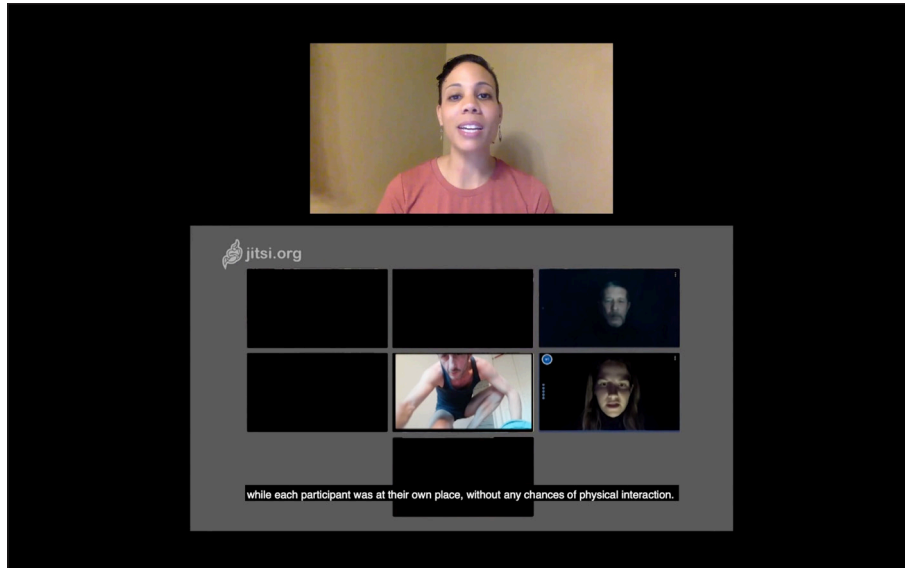 jitsi.org
while each participant was at their own place, without any chances of physical interaction.